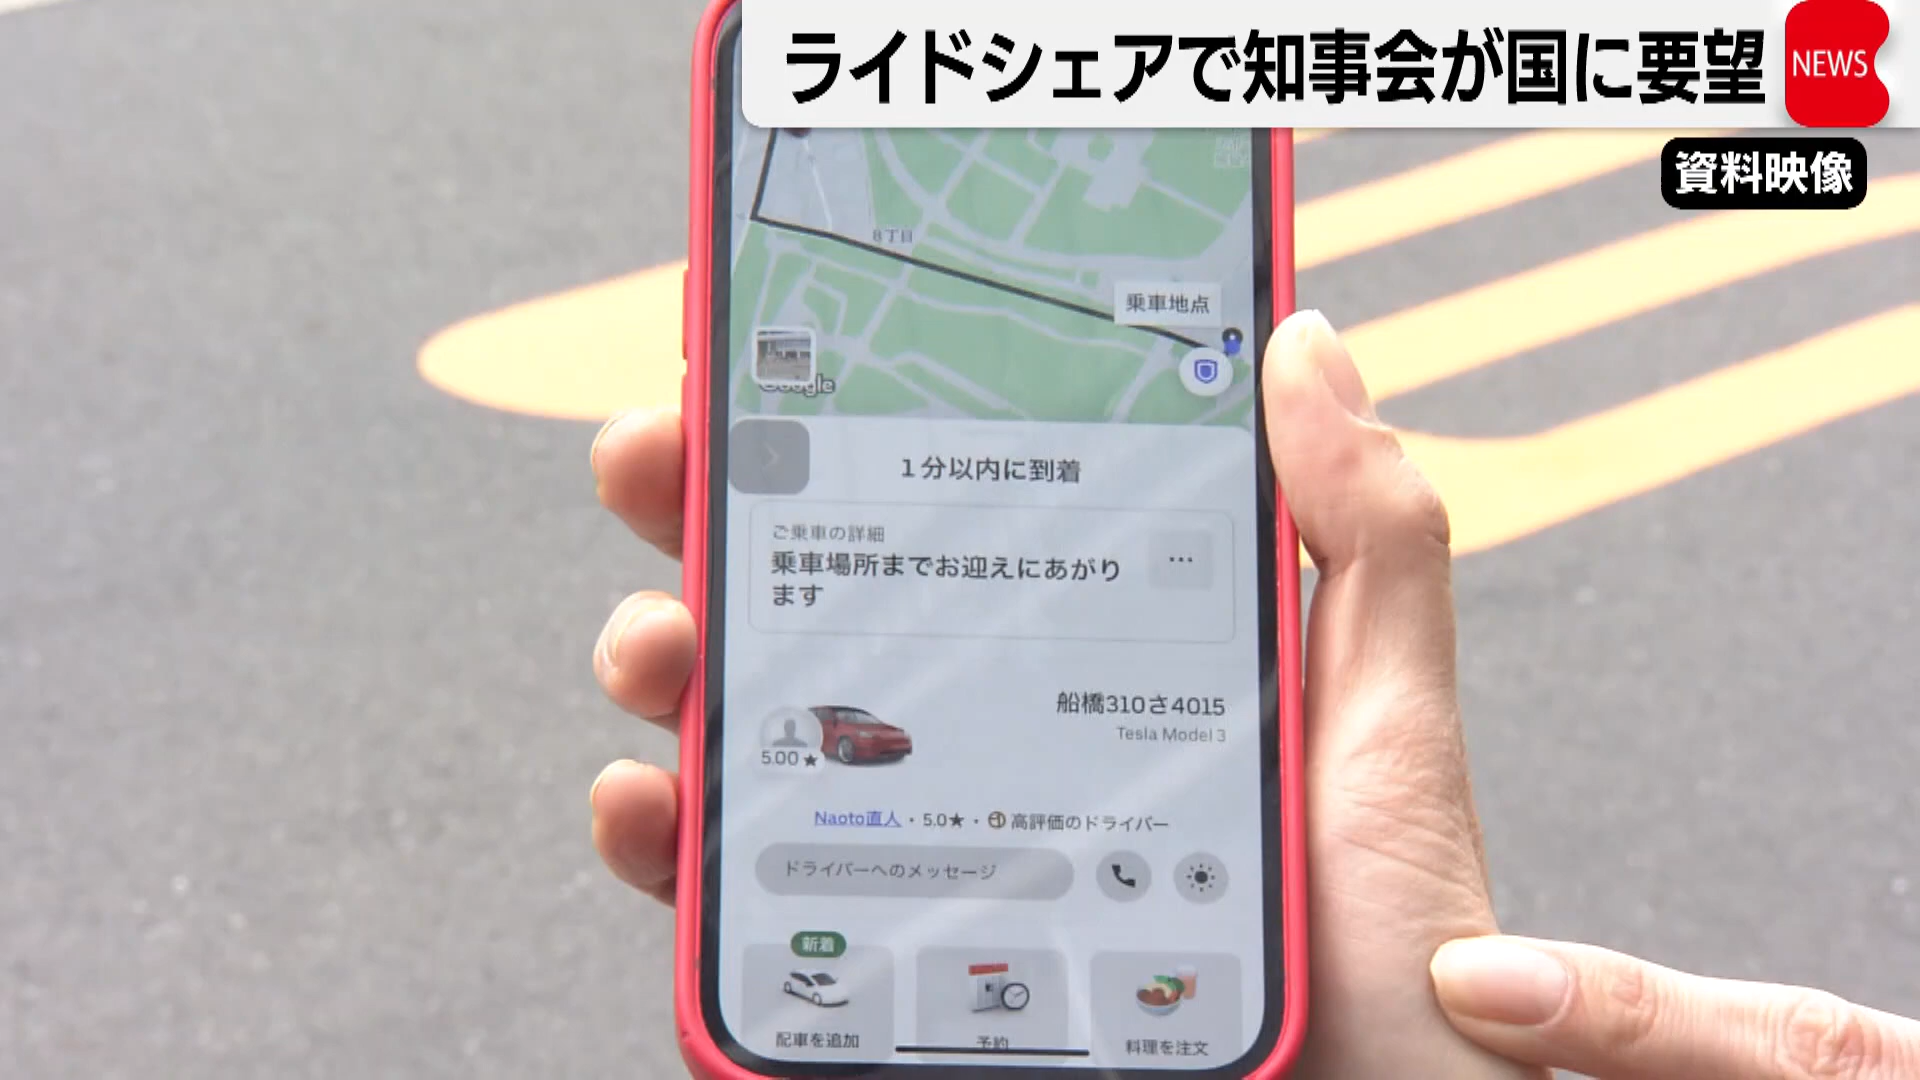 ライドシェアで知事会が国に要望
NEWS
資料映像
8丁目
乗車地点
Google
1分以内に到着
ご乗車の詳細
乗車場所までお迎えにあがり
ます
...
船橋310さ4015
Tesla Model 3
5.00★
Naoto直人・5.0★・高評価のドライバー
ドライバーへのメッセージ
新着
配車を追加
予約
料理を注文